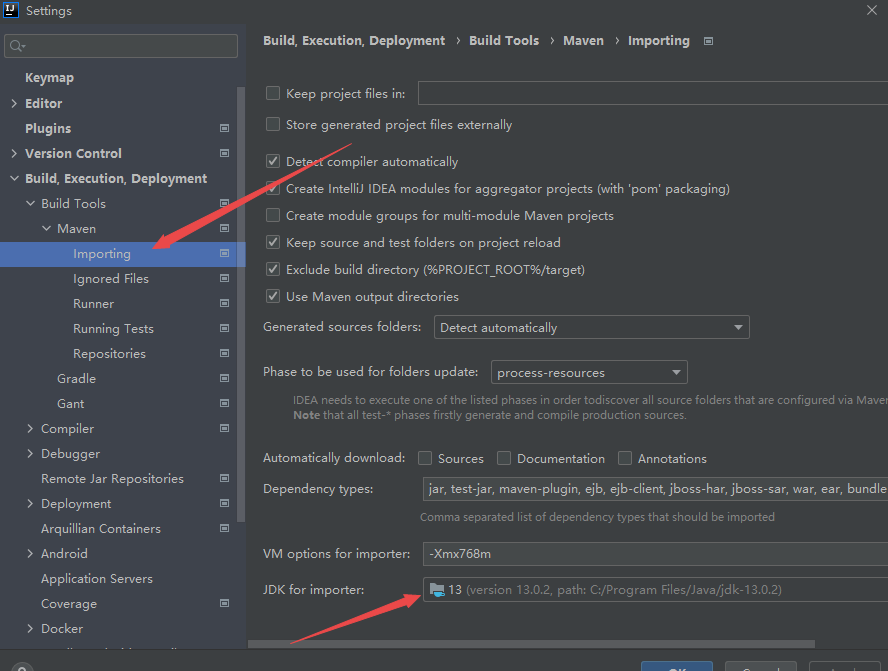 IJ Settings
Build, Execution, Deployment › Build Tools › Maven › Importing
Keymap
Editor
Plugins
Version Control
Build, Execution, Deployment
Build Tools
Maven
Importing
Ignored Files
Runner
Running Tests
Repositories
Gradle
Gant
Compiler
Debugger
Remote Jar Repositories
Deployment
Arquillian Containers
Android
Application Servers
Coverage
Docker
Keep project files in:
Store generated project files externally
Detect compiler automatically
Create IntelliJ IDEA modules for aggregator projects (with 'pom' packaging)
Create module groups for multi-module Maven projects
Keep source and test folders on project reload
Exclude build directory (%PROJECT_ROOT%/target)
Use Maven output directories
Generated sources folders: Detect automatically
Phase to be used for folders update: process-resources
IDEA needs to execute one of the listed phases in order todiscover all source folders that are configured via Maven
Note that all test-* phases firstly generate and compile production sources.
Automatically download: Sources Documentation Annotations
Dependency types: jar, test-jar, maven-plugin, ejb, ejb-client, jboss-har, jboss-sar, war, ear, bundle
Comma separated list of dependency types that should be imported
VM options for importer: -Xmx768m
JDK for importer: 13 (version 13.0.2, path: C:/Program Files/Java/jdk-13.0.2)